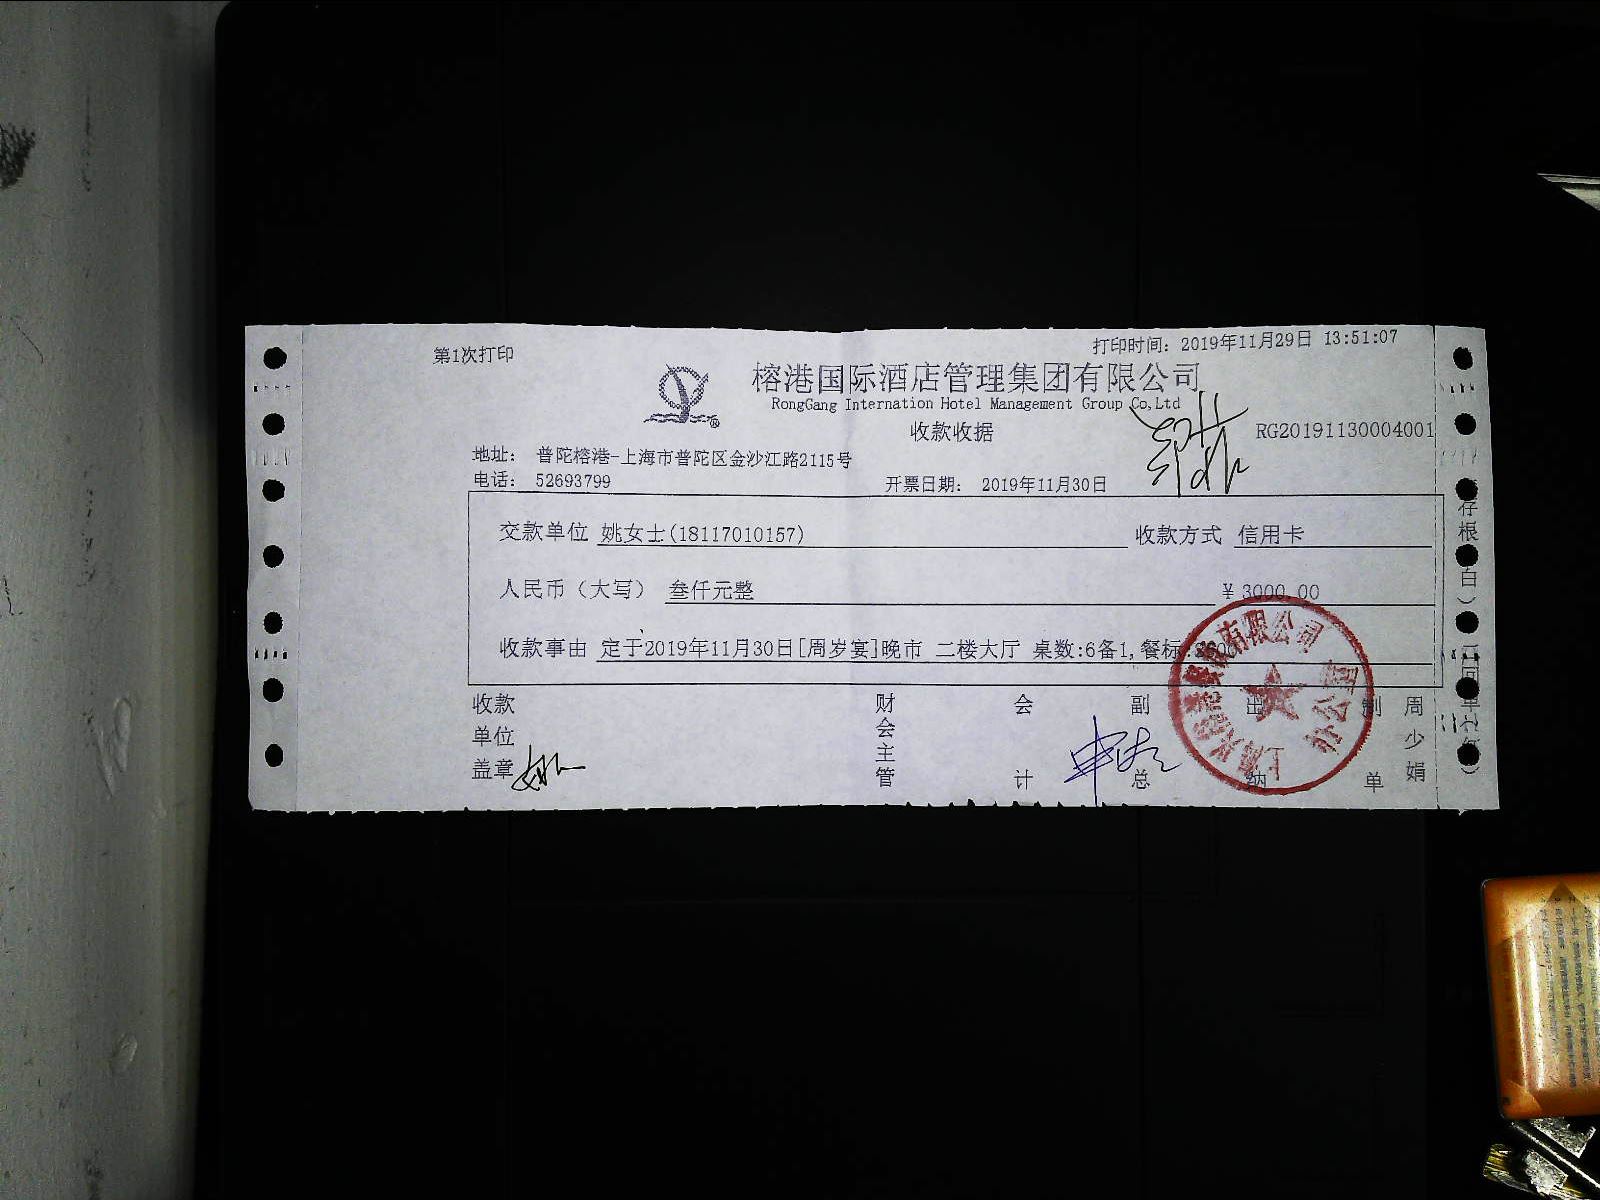 第1次打印
打印时间：2019年11月29日 13:51:07
榕港国际酒店管理集团有限公司
RongGang Internation Hotel Management Group Co,Ltd
收款收据
RG20191130004001
地址： 普陀榕港-上海市普陀区金沙江路2115号
电话： 52693799
开票日期： 2019年11月30日
交款单位 姚女士(18117010157)
收款方式 信用卡
人民币（大写） 叁仟元整
¥ 3000.00
收款事由 定于2019年11月30日[周岁宴]晚市 二楼大厅 桌数:6备1,餐标:
收款单位盖章
财会主管
会计
副总
出纳
制单
周少娟
存根（白）
有限公司
办公室